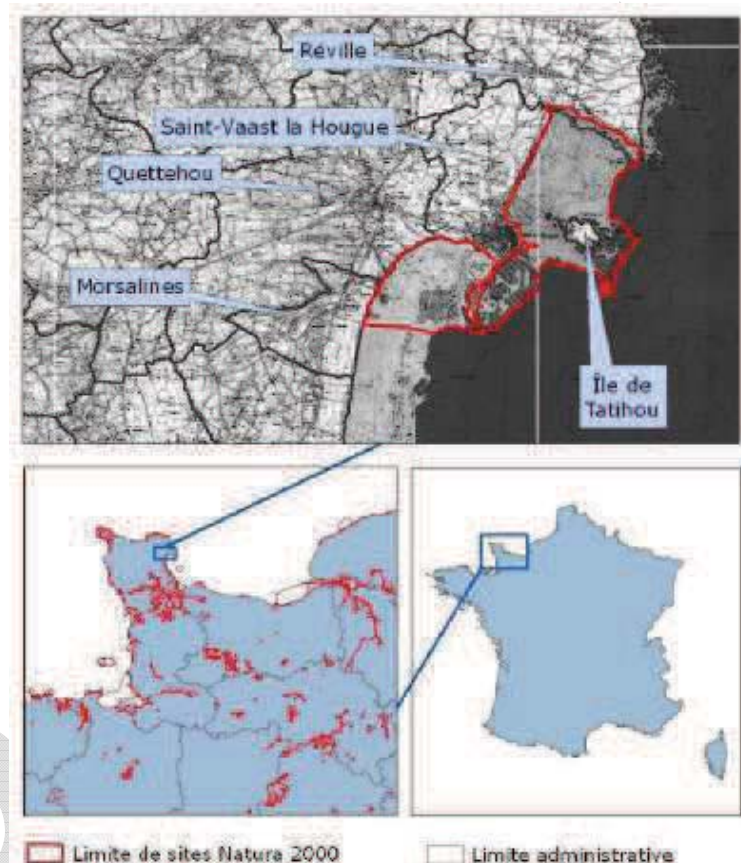 Réville
Saint-Vaast la Hougue
Quettehou
Morsalines
Île de
Tatihou
Limite de sites Natura 2000
Limite administrative